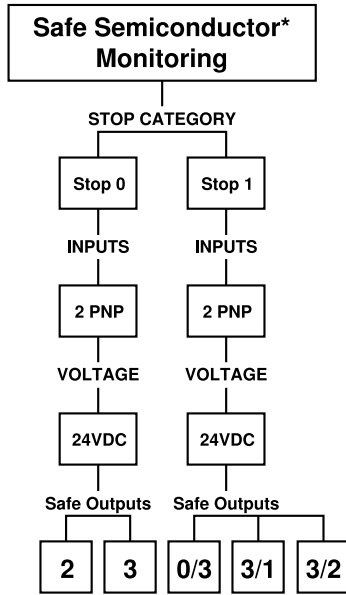 Safe Semiconductor*
Monitoring
STOP CATEGORY
Stop 0 Stop 1
INPUTS INPUTS
2 PNP 2 PNP
VOLTAGE VOLTAGE
24VDC 24VDC
Safe Outputs Safe Outputs
2 3 0/3 3/1 3/2